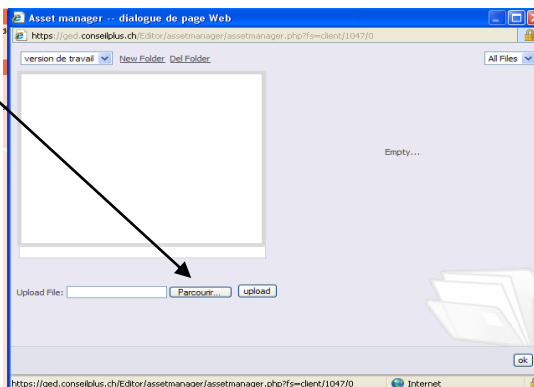 Asset manager -- dialogue de page Web
https://ged.conseilplus.ch/Editor/assetmanager/assetmanager.php?fs=client/1047/0
version de travail New Folder Del Folder All Files
Empty...
Upload File: Parcourir... upload
ok
https://ged.conseilplus.ch/Editor/assetmanager/assetmanager.php?fs=client/1047/0 Internet